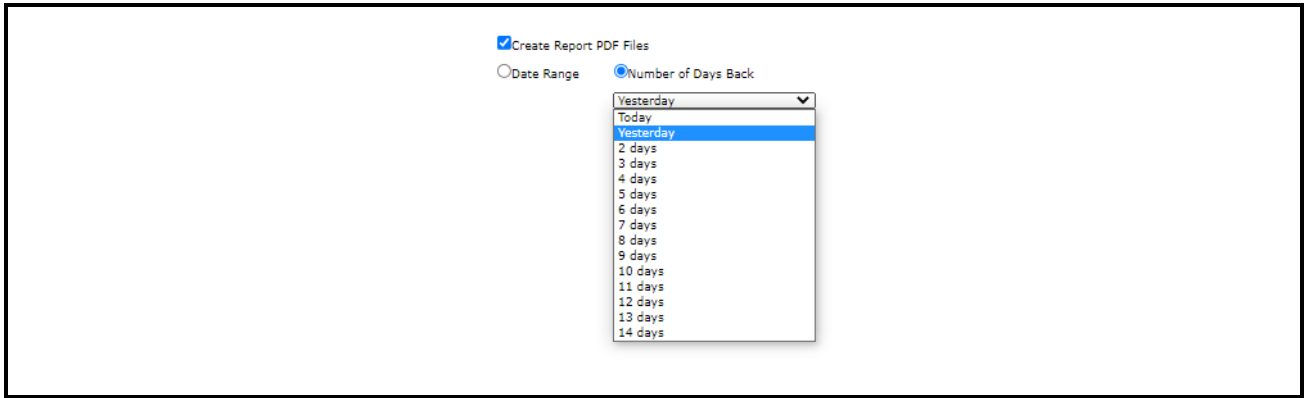 Create Report PDF Files
Date Range Number of Days Back
Yesterday
Today
Yesterday
2 days
3 days
4 days
5 days
6 days
7 days
8 days
9 days
10 days
11 days
12 days
13 days
14 days